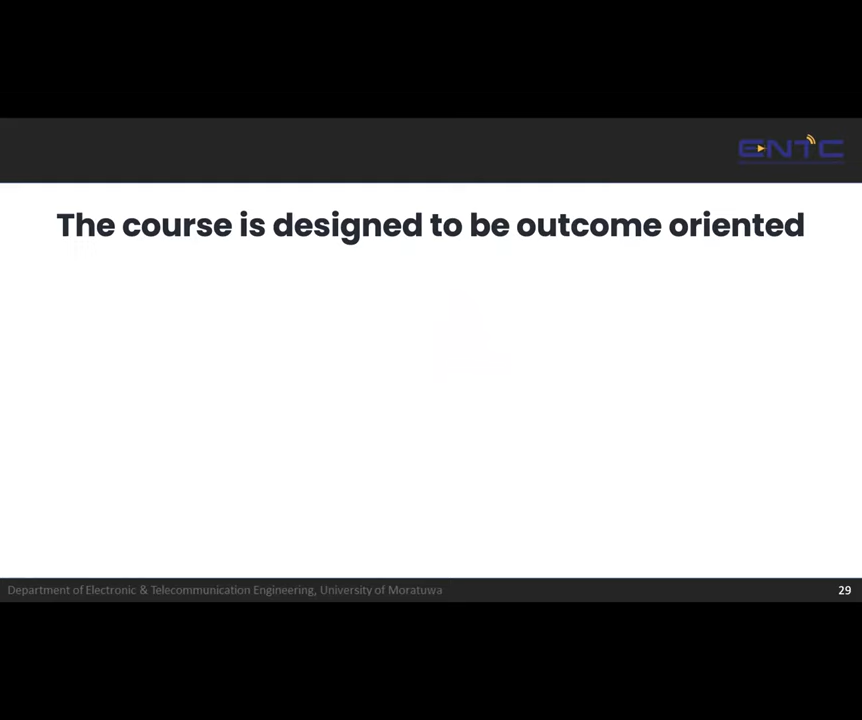 ENTC
The course is designed to be outcome oriented
Department of Electronic & Telecommunication Engineering, University of Moratuwa
29